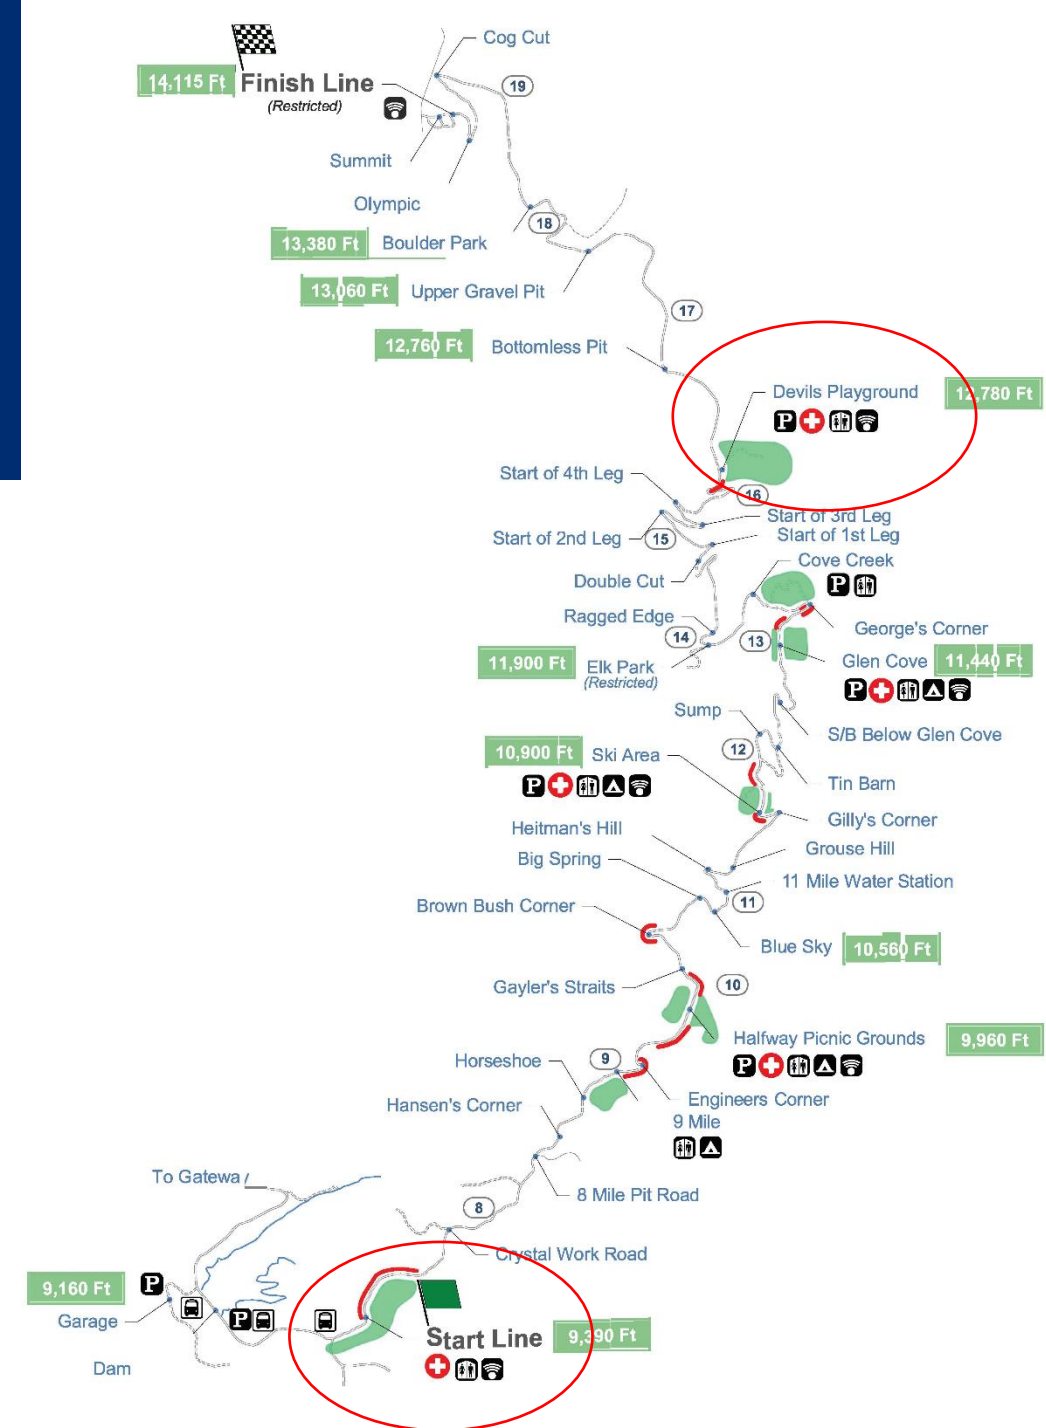 Cog Cut
14,115 Ft Finish Line
(Restricted)
19
Summit
Olympic
18
13,380 Ft Boulder Park
13,060 Ft Upper Gravel Pit
17
12,760 Ft Bottomless Pit
Devils Playground 12,780 Ft
P
Start of 4th Leg
16
Start of 3rd Leg
Start of 2nd Leg 15 Start of 1st Leg
Cove Creek
Double Cut
P
Ragged Edge
George's Corner
14
13
11,900 Ft Elk Park
(Restricted)
Glen Cove 11,440 Ft
P
Sump
S/B Below Glen Cove
12
10,900 Ft Ski Area
P
Tin Barn
Gilly's Corner
Heitman's Hill
Grouse Hill
Big Spring
11 Mile Water Station
11
Brown Bush Corner
Blue Sky 10,560 Ft
Gayler's Straits
10
Halfway Picnic Grounds 9,960 Ft
P
Horseshoe
9
Engineers Corner
9 Mile
Hansen's Corner
To Gatewa
8 Mile Pit Road
8
Crystal Work Road
9,160 Ft P
Garage
P
Start Line 9,390 Ft
Dam